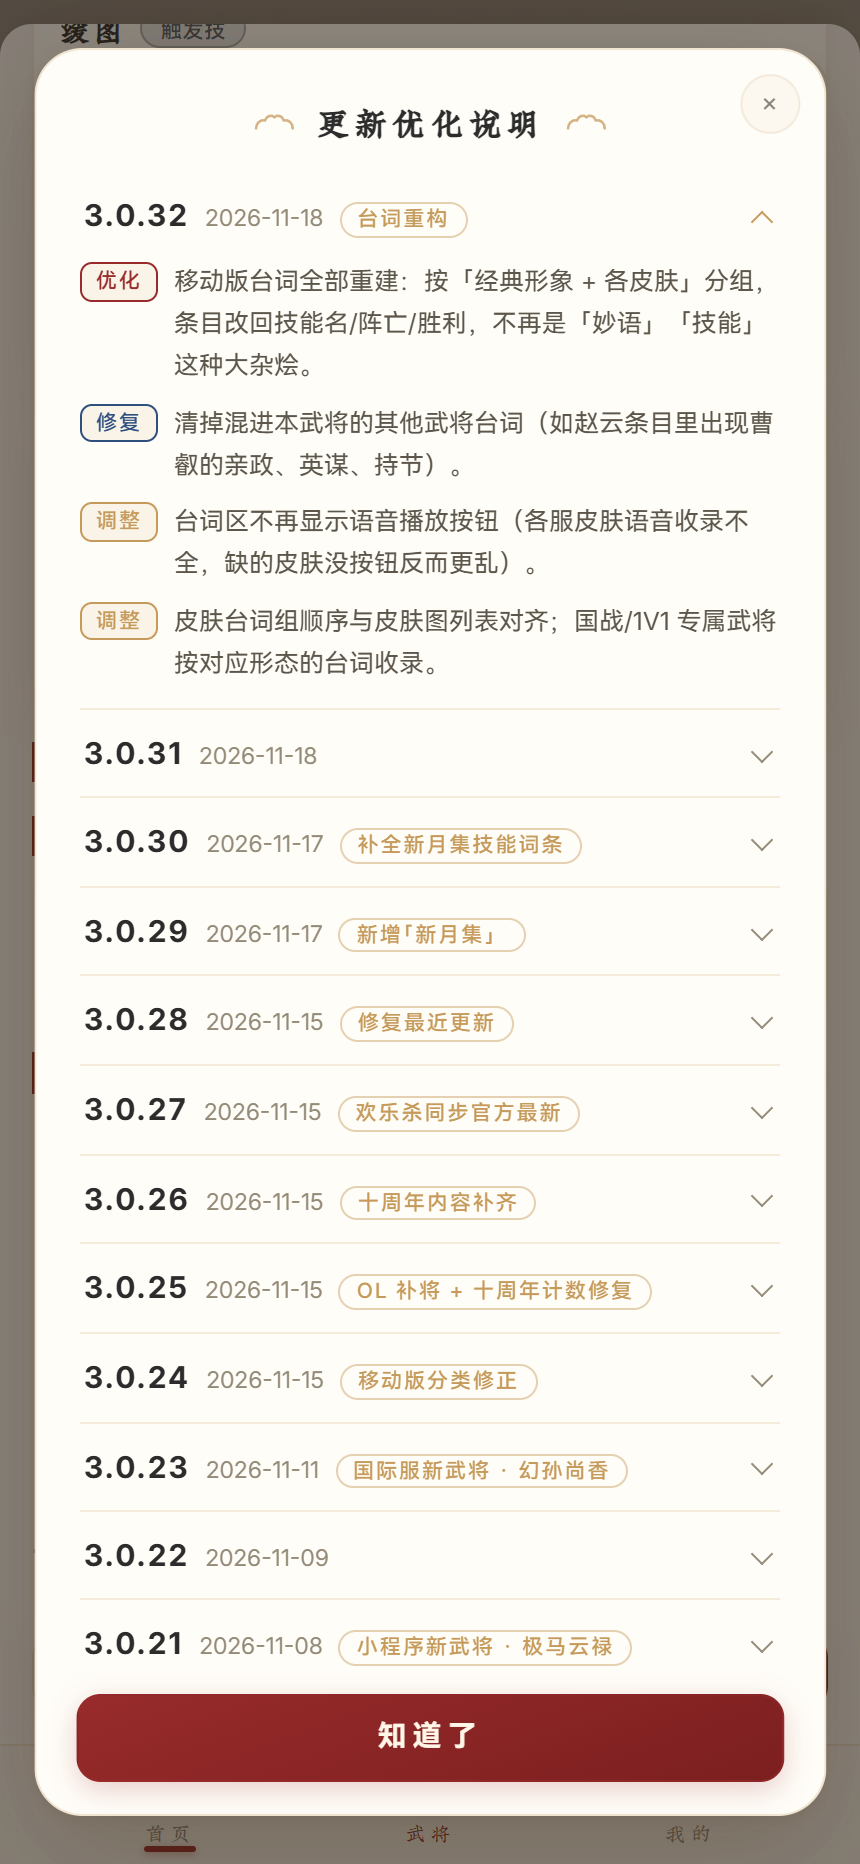 缓图 触发技
更新优化说明
×
3.0.32 2026-11-18 台词重构
优化 移动版台词全部重建：按「经典形象 + 各皮肤」分组，
条目改回技能名/阵亡/胜利，不再是「妙语」「技能」
这种大杂烩。
修复 清掉混进本武将的其他武将台词（如赵云条目里出现曹
叡的亲政、英谋、持节）。
调整 台词区不再显示语音播放按钮（各服皮肤语音收录不
全，缺的皮肤没按钮反而更乱）。
调整 皮肤台词组顺序与皮肤图列表对齐；国战/1V1 专属武将
按对应形态的台词收录。
3.0.31 2026-11-18
3.0.30 2026-11-17 补全新月集技能词条
3.0.29 2026-11-17 新增「新月集」
3.0.28 2026-11-15 修复最近更新
3.0.27 2026-11-15 欢乐杀同步官方最新
3.0.26 2026-11-15 十周年内容补齐
3.0.25 2026-11-15 OL 补将 + 十周年计数修复
3.0.24 2026-11-15 移动版分类修正
3.0.23 2026-11-11 国际服新武将 · 幻孙尚香
3.0.22 2026-11-09
3.0.21 2026-11-08 小程序新武将 · 极马云禄
知道了
首页 武将 我的